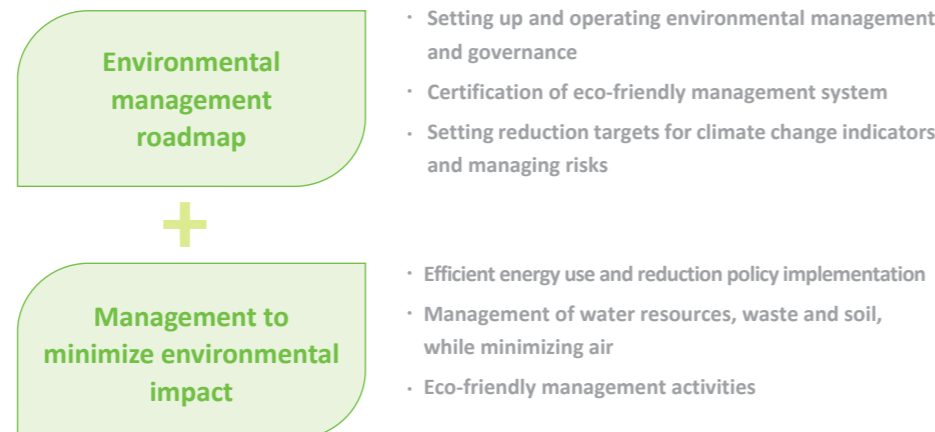 Environmental
management
roadmap
· Setting up and operating environmental management
and governance
· Certification of eco-friendly management system
· Setting reduction targets for climate change indicators
and managing risks
+
Management to
minimize environmental
impact
· Efficient energy use and reduction policy implementation
· Management of water resources, waste and soil,
while minimizing air
· Eco-friendly management activities